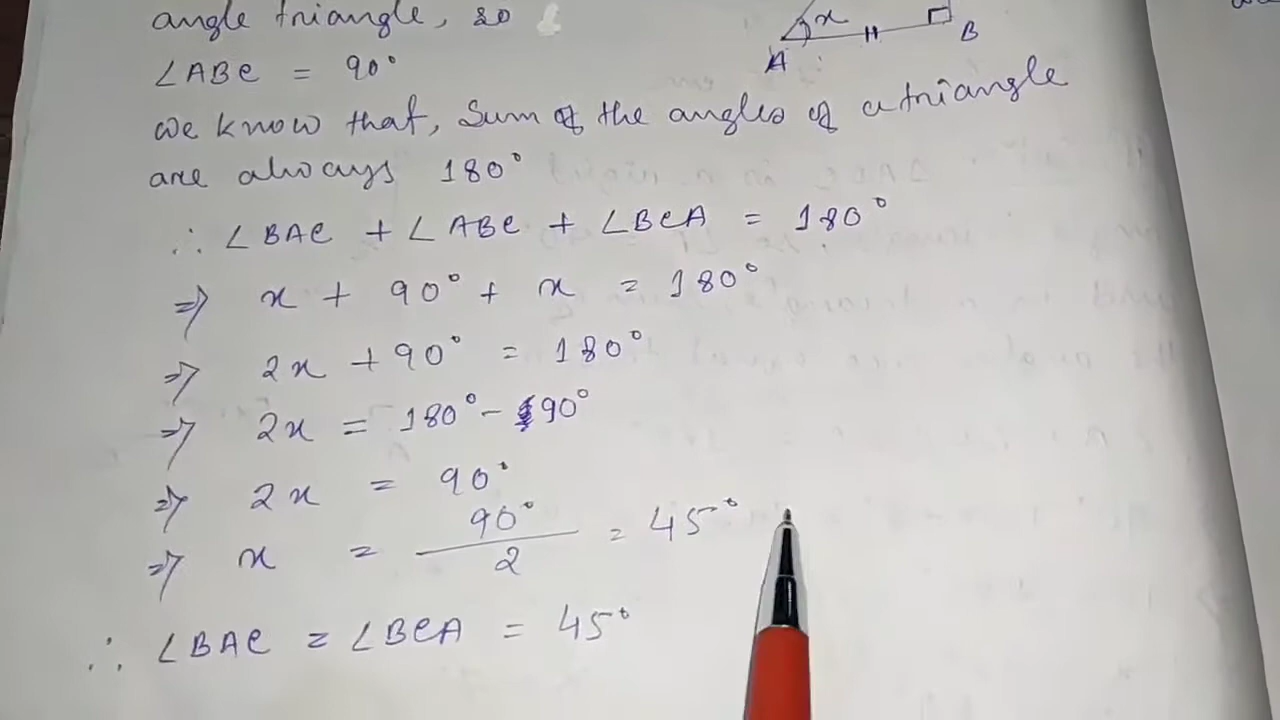 angle triangle, so
∠ABC = 90°
x
A
B
we know that, Sum of the angles of a triangle
are always 180°
∴ ∠BAC + ∠ABC + ∠BCA = 180°
⇒ x + 90° + x = 180°
⇒ 2x + 90° = 180°
⇒ 2x = 180° - 90°
⇒ 2x = 90°
⇒ x = 90°/2 = 45°
∴ ∠BAC = ∠BCA = 45°